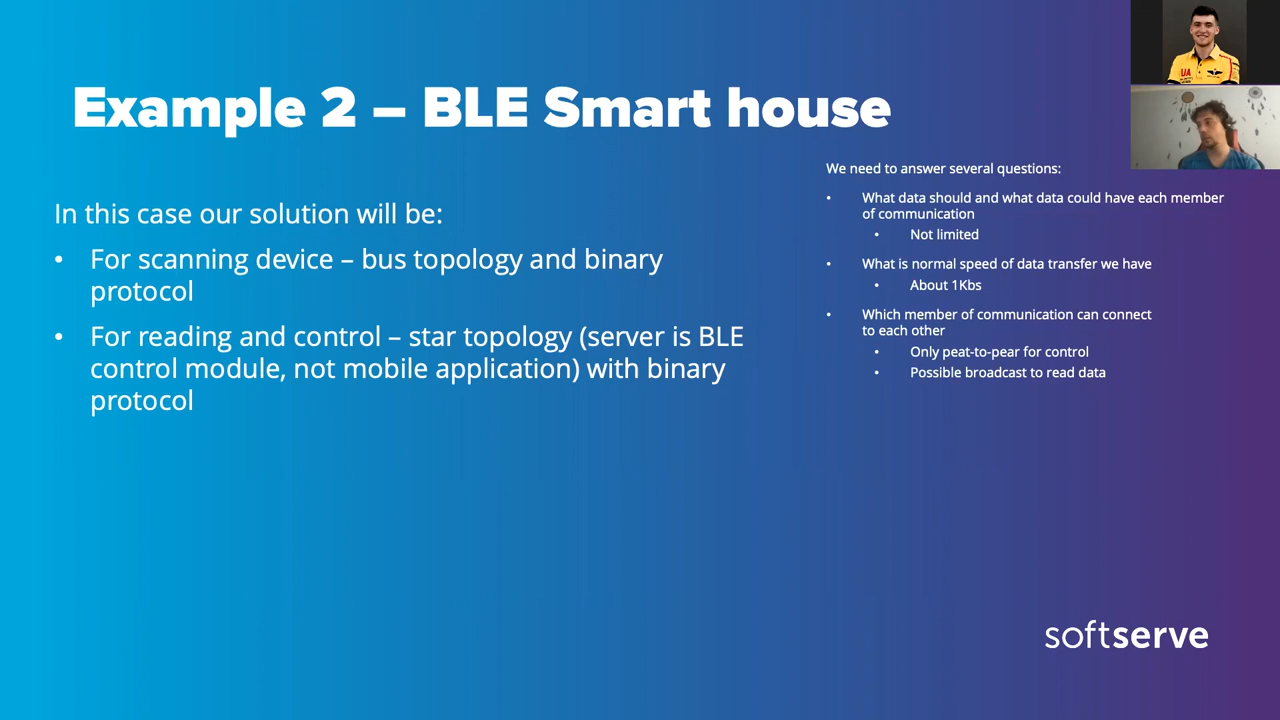 Example 2 – BLE Smart house
In this case our solution will be:
• For scanning device – bus topology and binary
protocol
• For reading and control – star topology (server is BLE
control module, not mobile application) with binary
protocol
We need to answer several questions:
• What data should and what data could have each member
of communication
• Not limited
• What is normal speed of data transfer we have
• About 1Kbs
• Which member of communication can connect
to each other
• Only peat-to-pear for control
• Possible broadcast to read data
UA
softserve